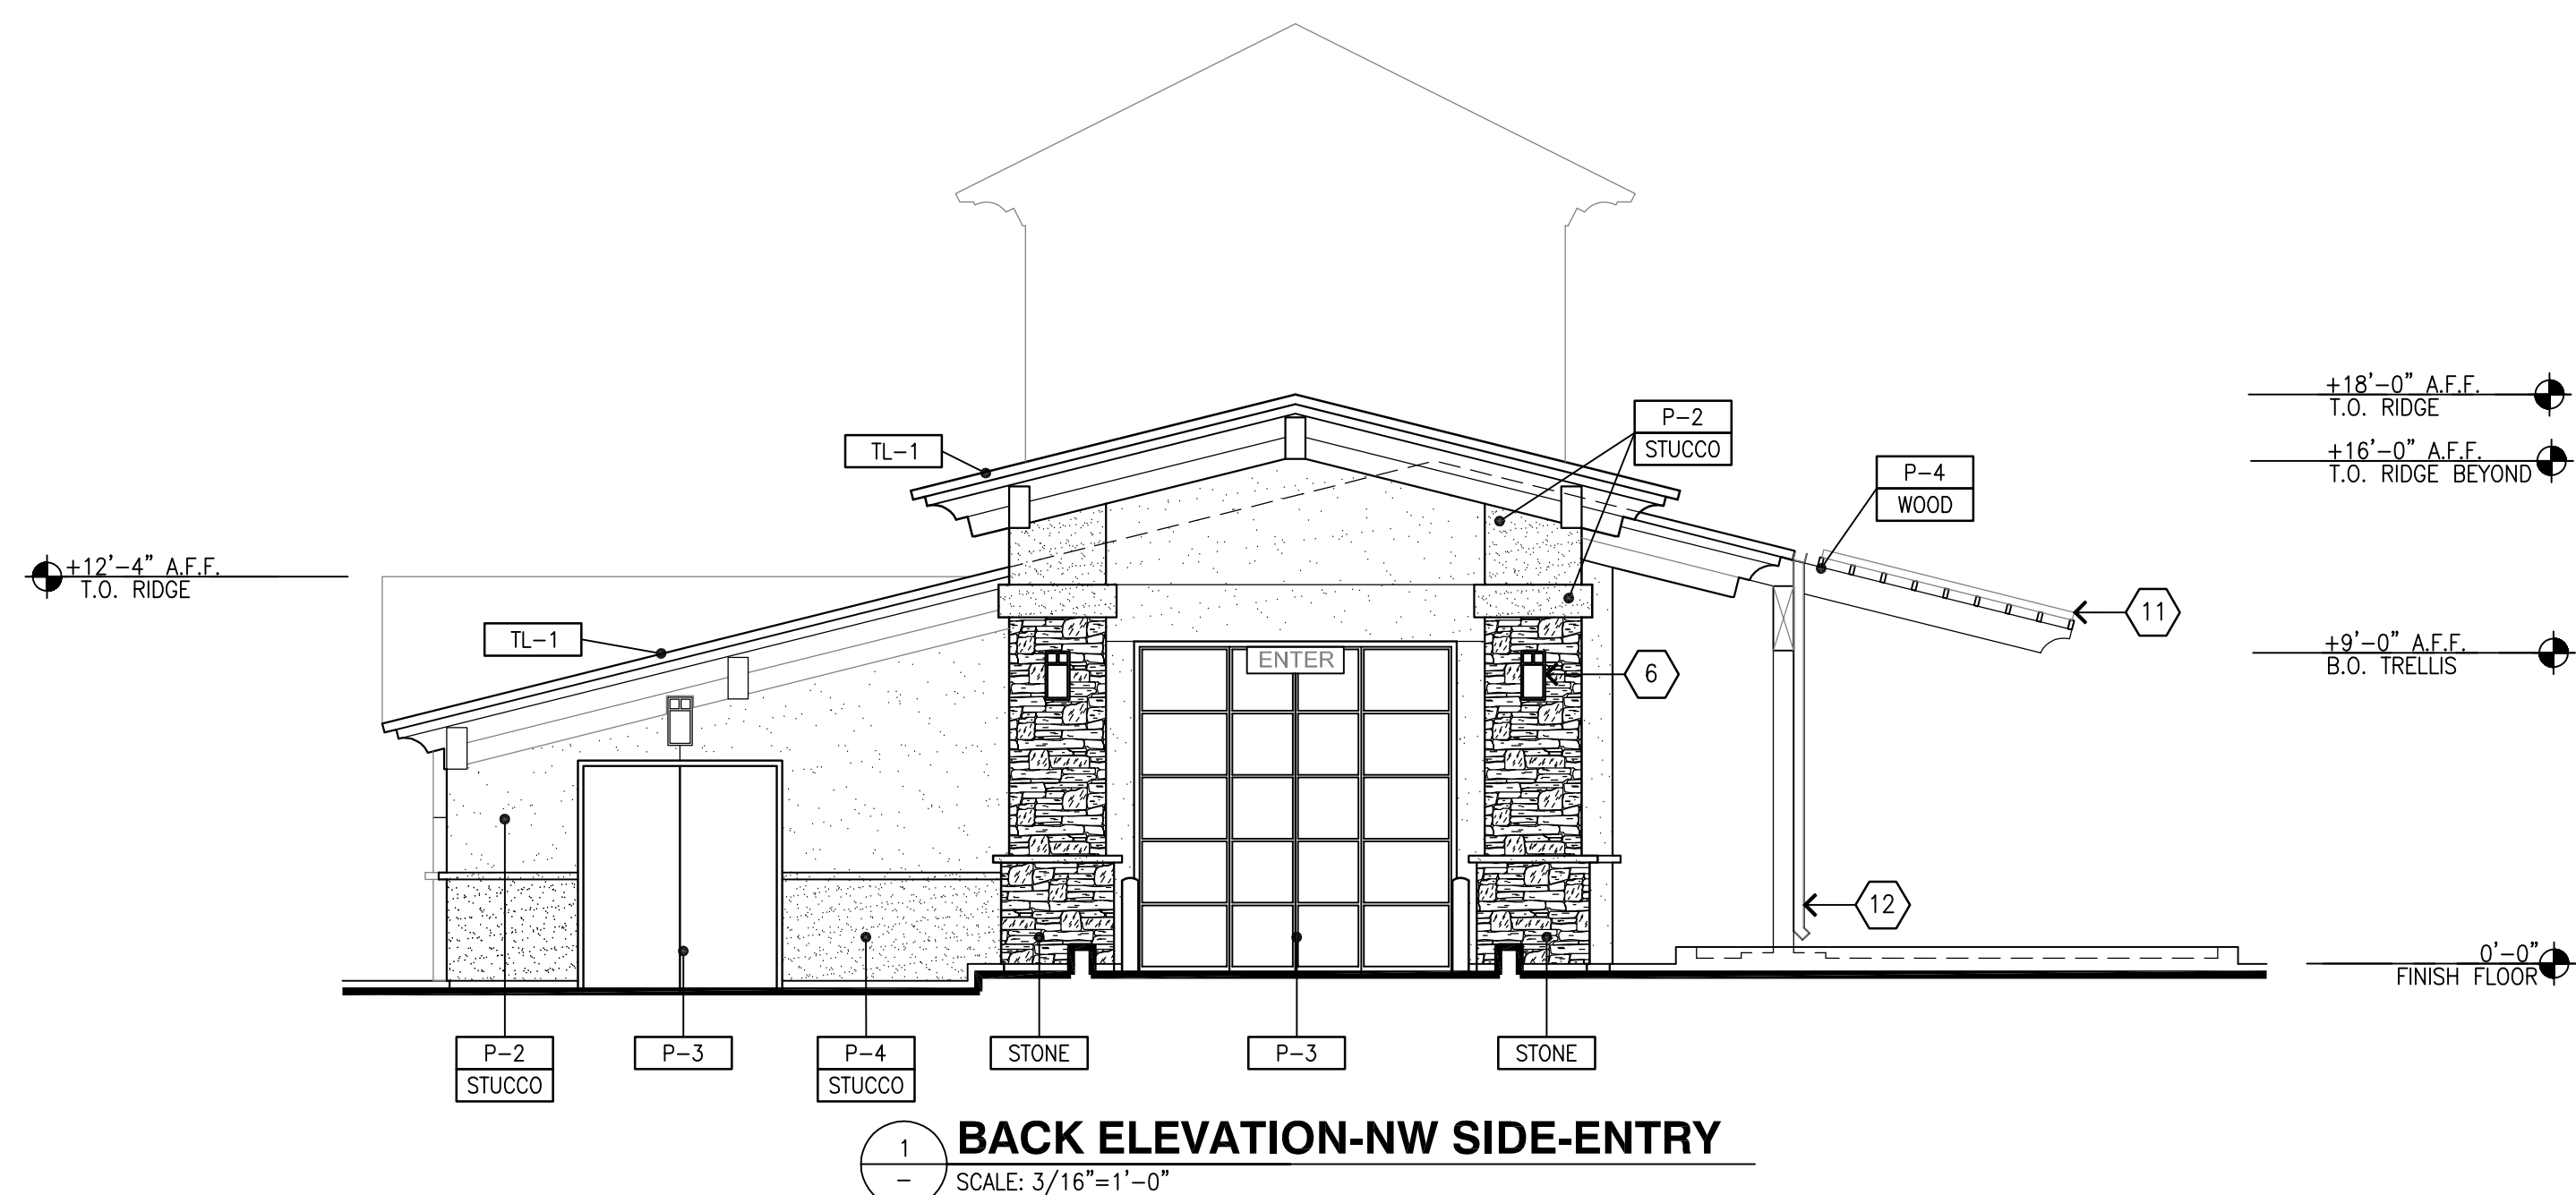 +18'-0" A.F.F.
T.O. RIDGE
P-2
STUCCO
TL-1
+16'-0" A.F.F.
T.O. RIDGE BEYOND
P-4
WOOD
+12'-4" A.F.F.
T.O. RIDGE
11
TL-1
+9'-0" A.F.F.
B.O. TRELLIS
ENTER
6
12
0'-0"
FINISH FLOOR
P-2
STUCCO
P-3
P-4
STUCCO
STONE
P-3
STONE
1
-
BACK ELEVATION-NW SIDE-ENTRY
SCALE: 3/16"=1'-0"